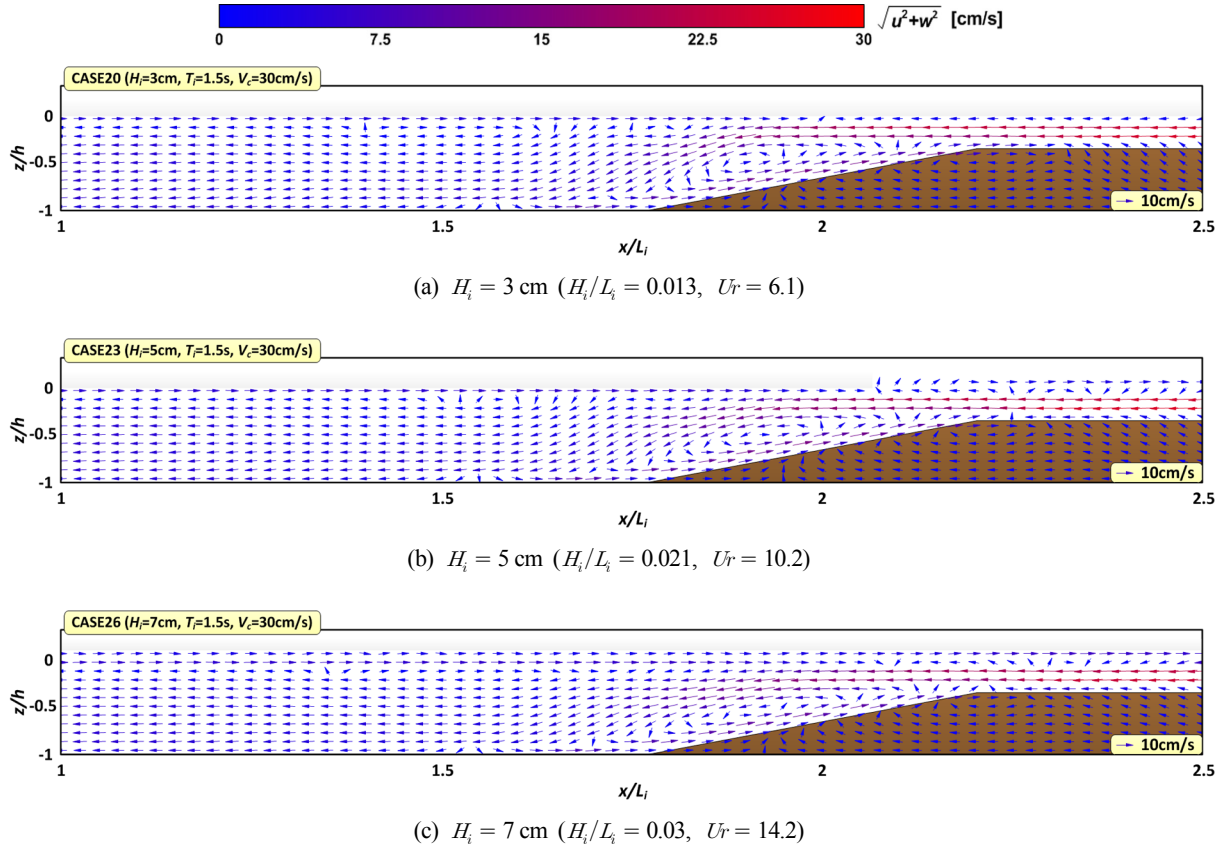 √u²+w² [cm/s]
0 7.5 15 22.5 30
CASE20 (Hᵢ=3cm, Tᵢ=1.5s, V꜀=30cm/s)
z/h
0
-0.5
-1
10cm/s
1 1.5 2 2.5
x/Lᵢ
(a) Hᵢ = 3 cm (Hᵢ/Lᵢ = 0.013, Ur = 6.1)
CASE23 (Hᵢ=5cm, Tᵢ=1.5s, V꜀=30cm/s)
z/h
0
-0.5
-1
10cm/s
1 1.5 2 2.5
x/Lᵢ
(b) Hᵢ = 5 cm (Hᵢ/Lᵢ = 0.021, Ur = 10.2)
CASE26 (Hᵢ=7cm, Tᵢ=1.5s, V꜀=30cm/s)
z/h
0
-0.5
-1
10cm/s
1 1.5 2 2.5
x/Lᵢ
(c) Hᵢ = 7 cm (Hᵢ/Lᵢ = 0.03, Ur = 14.2)